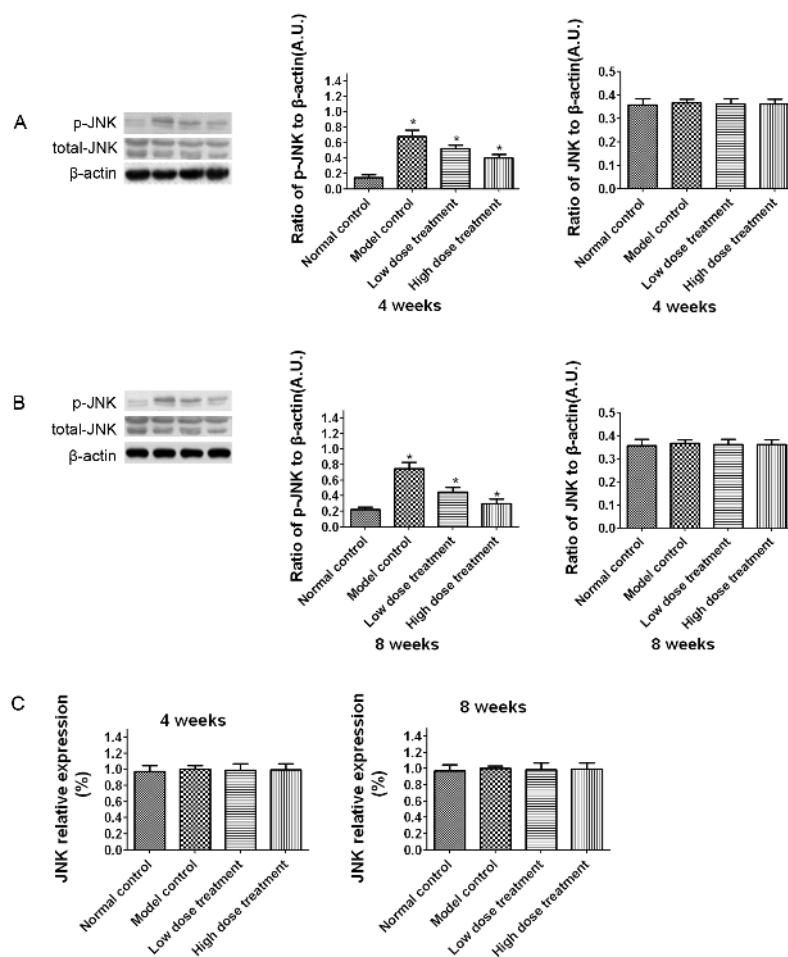 A
p-JNK
total-JNK
β-actin
Ratio of p-JNK to β-actin(A.U.)
1.4
1.2
1.0
0.8
0.6
0.4
0.2
0.0
*
*
*
Normal control
Model control
Low dose treatment
High dose treatment
4 weeks
Ratio of JNK to β-actin(A.U.)
0.5
0.4
0.3
0.2
0.1
0.0
Normal control
Model control
Low dose treatment
High dose treatment
4 weeks
B
p-JNK
total-JNK
β-actin
Ratio of p-JNK to β-actin(A.U.)
1.4
1.2
1.0
0.8
0.6
0.4
0.2
0.0
*
*
*
Normal control
Model control
Low dose treatment
High dose treatment
8 weeks
Ratio of JNK to β-actin(A.U.)
0.5
0.4
0.3
0.2
0.1
0.0
Normal control
Model control
Low dose treatment
High dose treatment
8 weeks
C
4 weeks
JNK relative expression
(%)
1.4
1.2
1.0
0.8
0.6
0.4
0.2
0.0
Normal control
Model control
Low dose treatment
High dose treatment
8 weeks
JNK relative expression
(%)
1.4
1.2
1.0
0.8
0.6
0.4
0.2
0.0
Normal control
Model control
Low dose treatment
High dose treatment